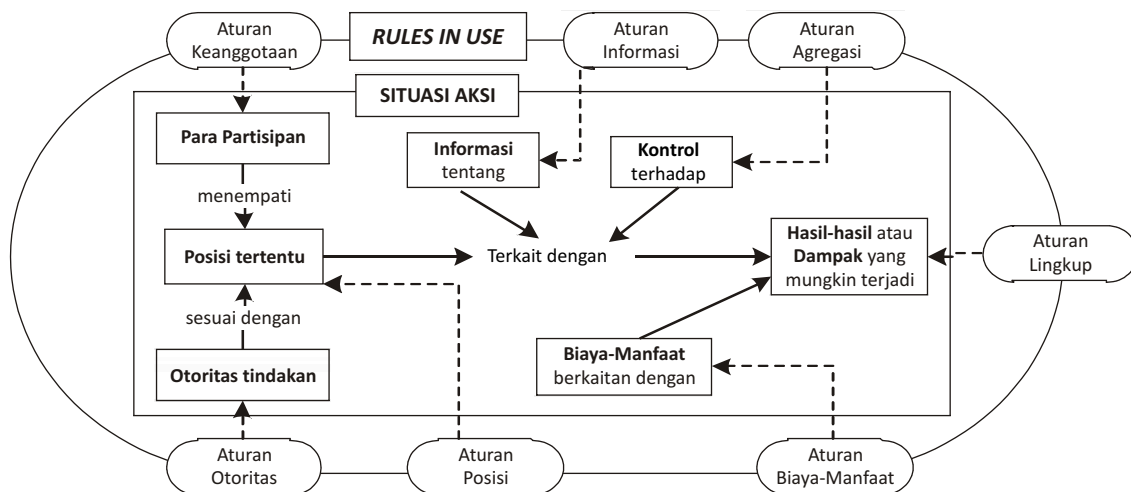 Aturan
Keanggotaan
RULES IN USE
Aturan
Informasi
Aturan
Agregasi
SITUASI AKSI
Para Partisipan
Informasi
tentang
Kontrol
terhadap
menempati
Posisi tertentu
Terkait dengan
Hasil-hasil atau
Dampak yang
mungkin terjadi
Aturan
Lingkup
sesuai dengan
Otoritas tindakan
Biaya-Manfaat
berkaitan dengan
Aturan
Otoritas
Aturan
Posisi
Aturan
Biaya-Manfaat